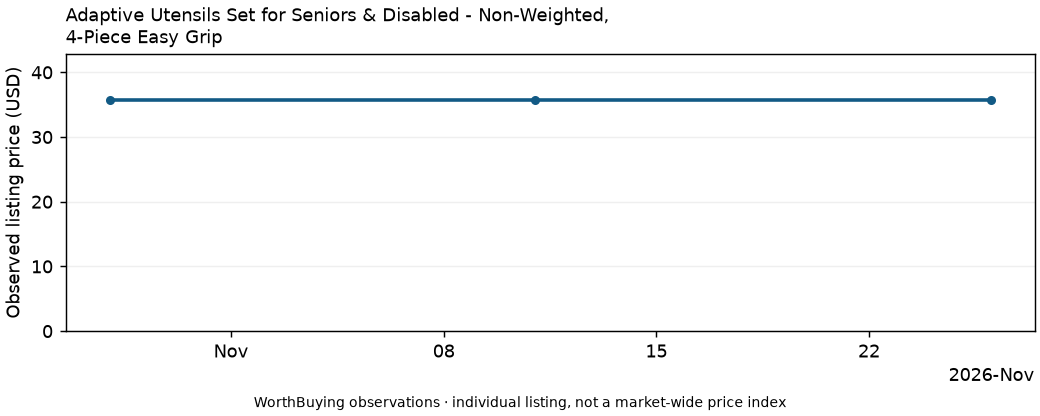 Adaptive Utensils Set for Seniors & Disabled - Non-Weighted,
4-Piece Easy Grip
Observed listing price (USD)
40
30
20
10
0
Nov
08
15
22
2026-Nov
WorthBuying observations · individual listing, not a market-wide price index